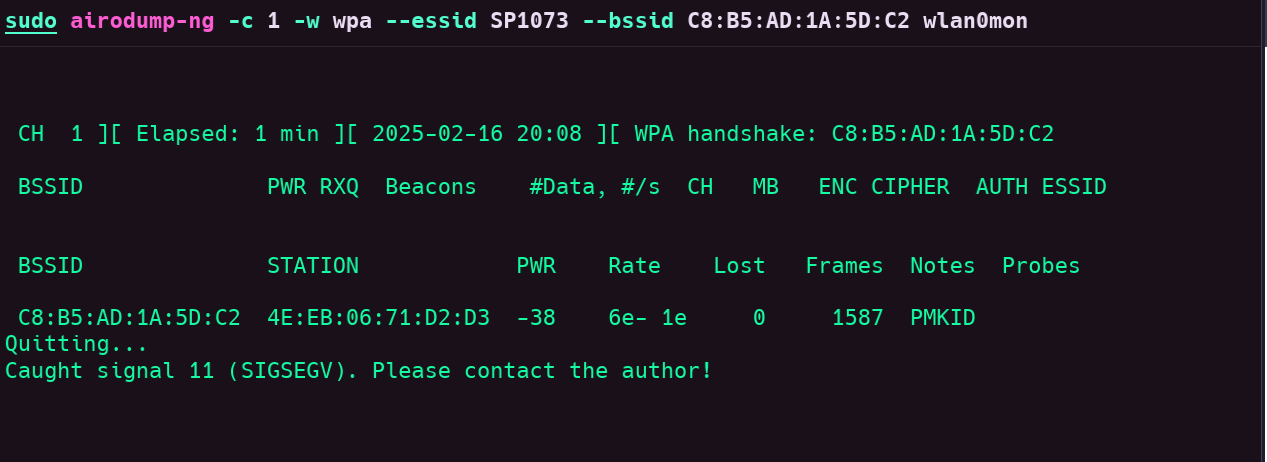 sudo airodump-ng -c 1 -w wpa --essid SP1073 --bssid C8:B5:AD:1A:5D:C2 wlan0mon
CH  1 ][ Elapsed: 1 min ][ 2025-02-16 20:08 ][ WPA handshake: C8:B5:AD:1A:5D:C2
BSSID              PWR RXQ  Beacons    #Data, #/s  CH   MB   ENC CIPHER  AUTH ESSID
BSSID              STATION            PWR    Rate    Lost   Frames  Notes  Probes
C8:B5:AD:1A:5D:C2  4E:EB:06:71:D2:D3  -38    6e- 1e     0     1587  PMKID
Quitting...
Caught signal 11 (SIGSEGV). Please contact the author!